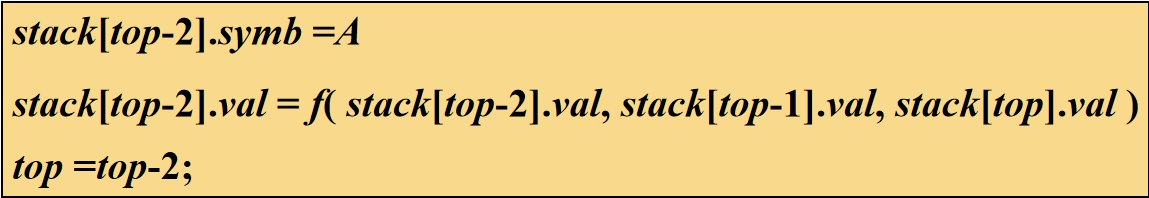 stack[top-2].symb =A
stack[top-2].val = f( stack[top-2].val, stack[top-1].val, stack[top].val )
top =top-2;